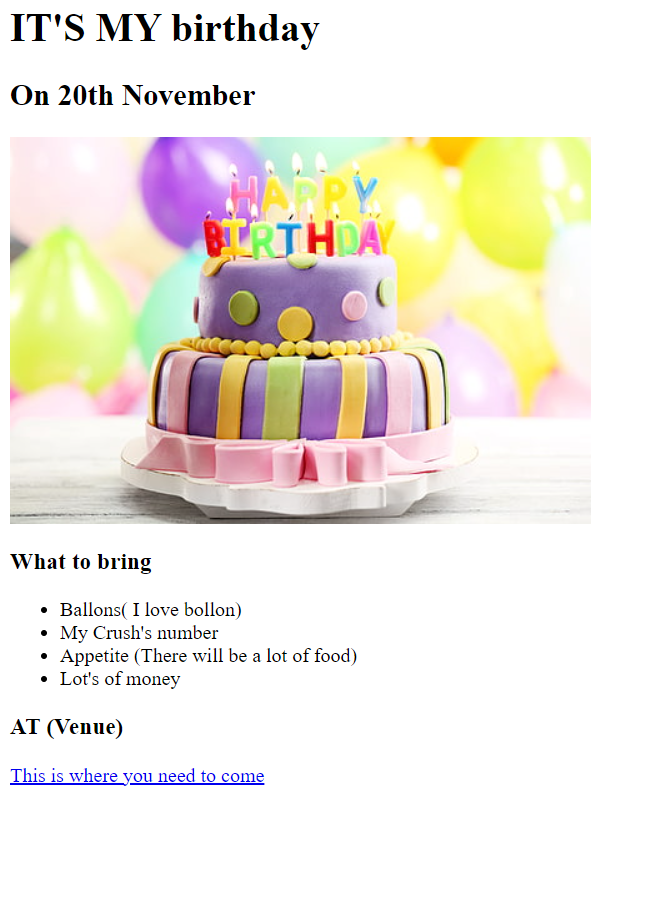 IT'S MY birthday
On 20th November
HAPPY
BIRTHDAY
What to bring
Ballons( I love bollon)
My Crush's number
Appetite (There will be a lot of food)
Lot's of money
AT (Venue)
This is where you need to come